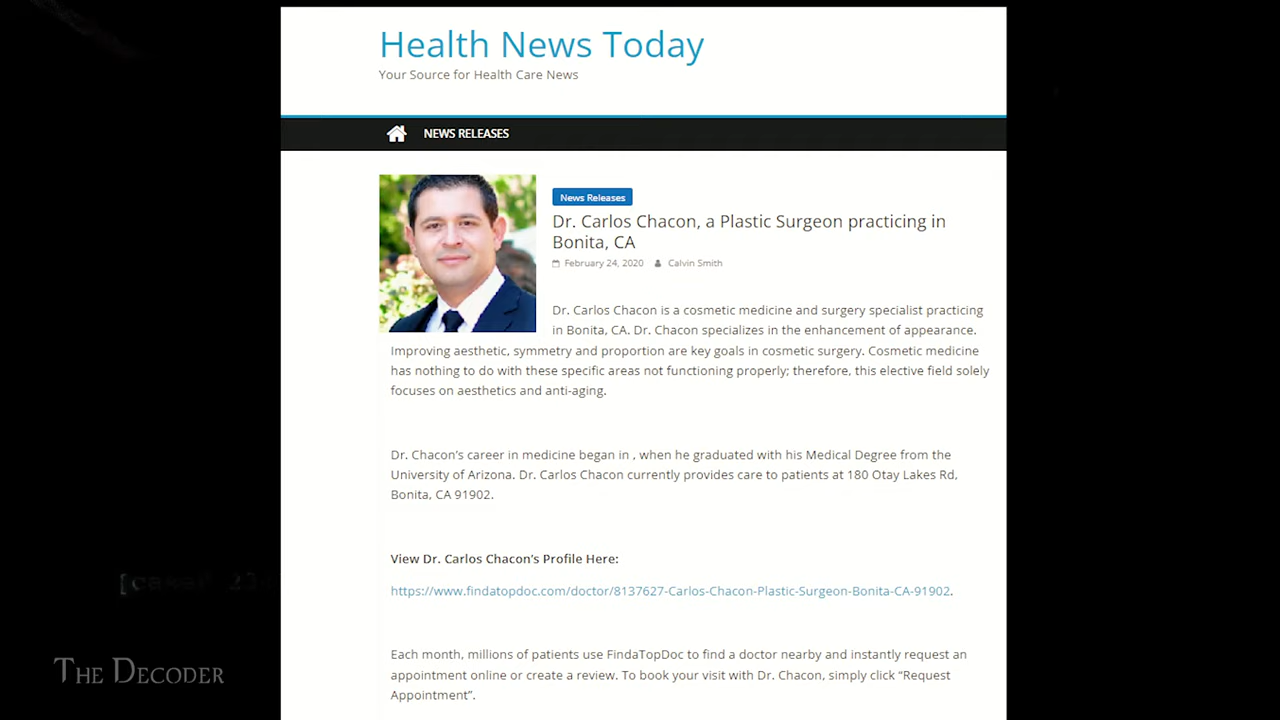 Health News Today
Your Source for Health Care News
NEWS RELEASES
News Releases
Dr. Carlos Chacon, a Plastic Surgeon practicing in
Bonita, CA
February 24, 2020 Calvin Smith
Dr. Carlos Chacon is a cosmetic medicine and surgery specialist practicing
in Bonita, CA. Dr. Chacon specializes in the enhancement of appearance.
Improving aesthetic, symmetry and proportion are key goals in cosmetic surgery. Cosmetic medicine
has nothing to do with these specific areas not functioning properly; therefore, this elective field solely
focuses on aesthetics and anti-aging.
Dr. Chacon’s career in medicine began in , when he graduated with his Medical Degree from the
University of Arizona. Dr. Carlos Chacon currently provides care to patients at 180 Otay Lakes Rd,
Bonita, CA 91902.
View Dr. Carlos Chacon’s Profile Here:
https://www.findatopdoc.com/doctor/8137627-Carlos-Chacon-Plastic-Surgeon-Bonita-CA-91902.
Each month, millions of patients use FindaTopDoc to find a doctor nearby and instantly request an
appointment online or create a review. To book your visit with Dr. Chacon, simply click “Request
Appointment”.
THE DECODER